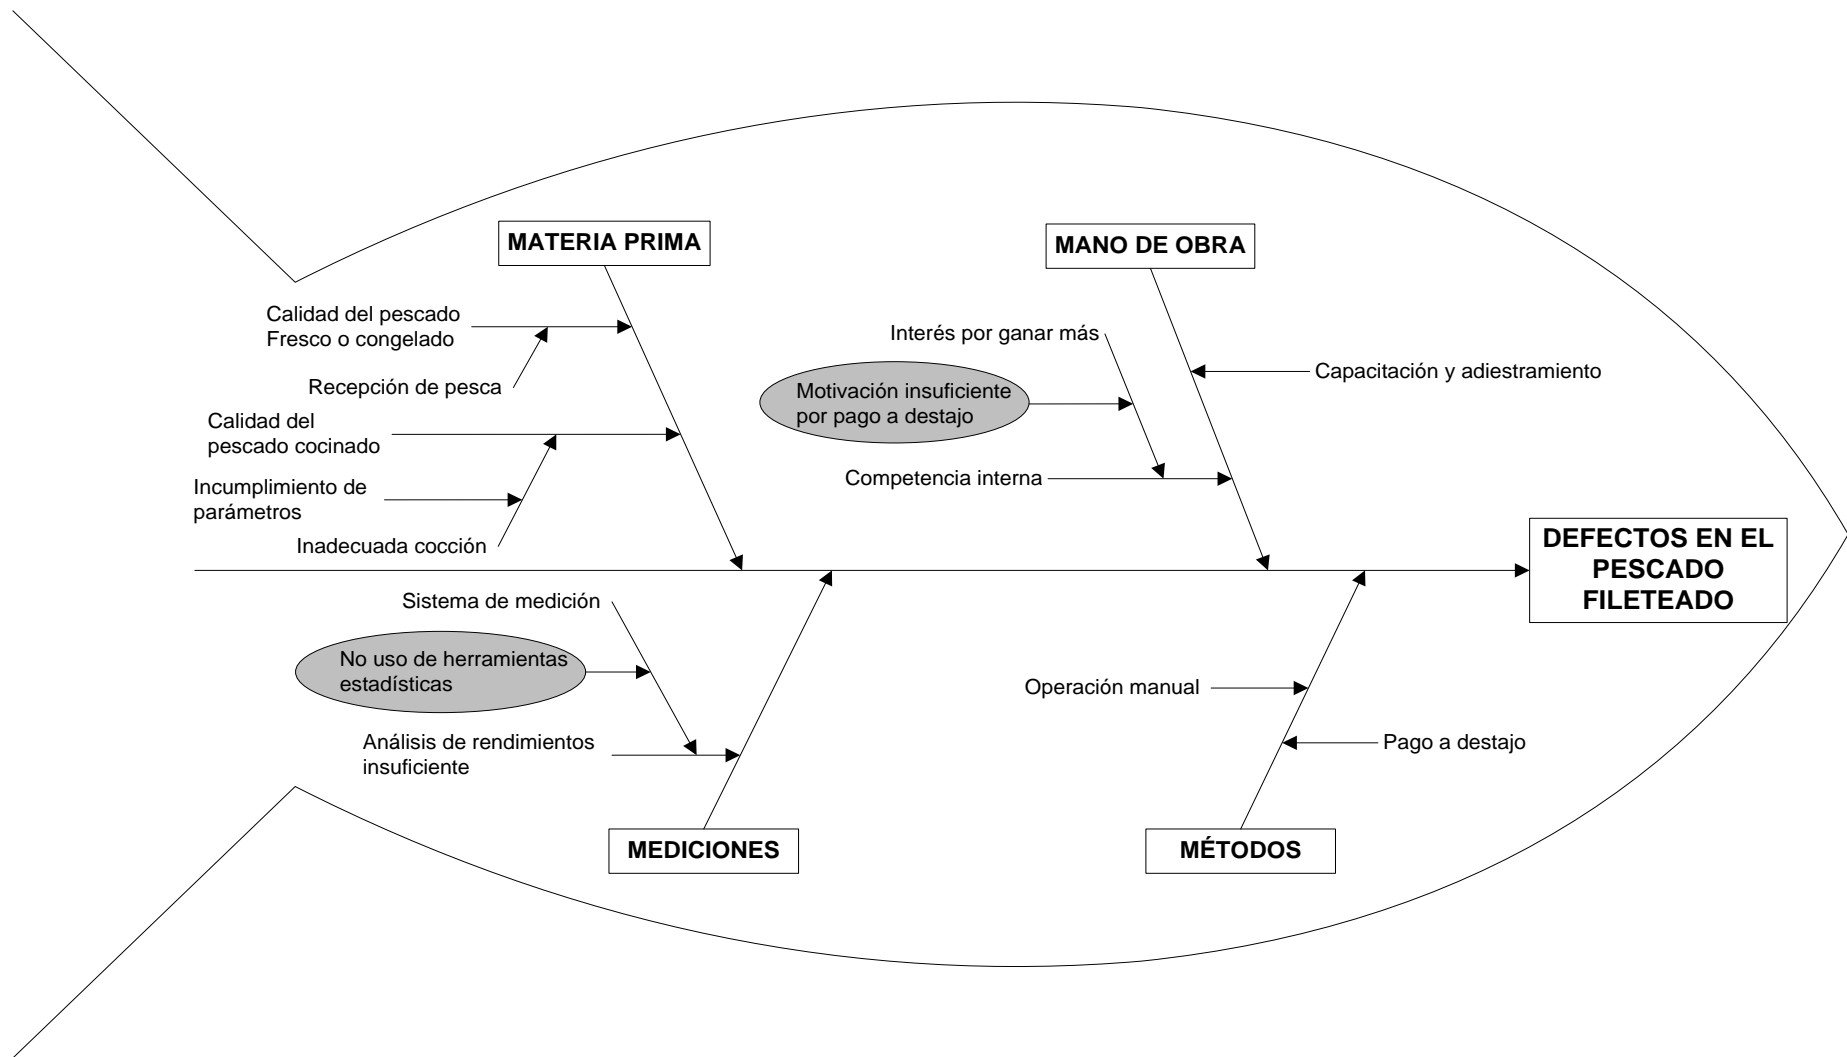 MATERIA PRIMA
MANO DE OBRA
Calidad del pescado
Fresco o congelado
Recepción de pesca
Calidad del
pescado cocinado
Incumplimiento de
parámetros
Inadecuada cocción
Interés por ganar más
Motivación insuficiente
por pago a destajo
Competencia interna
Capacitación y adiestramiento
DEFECTOS EN EL
PESCADO
FILETEADO
Sistema de medición
No uso de herramientas
estadísticas
Análisis de rendimientos
insuficiente
Operación manual
Pago a destajo
MEDICIONES
MÉTODOS